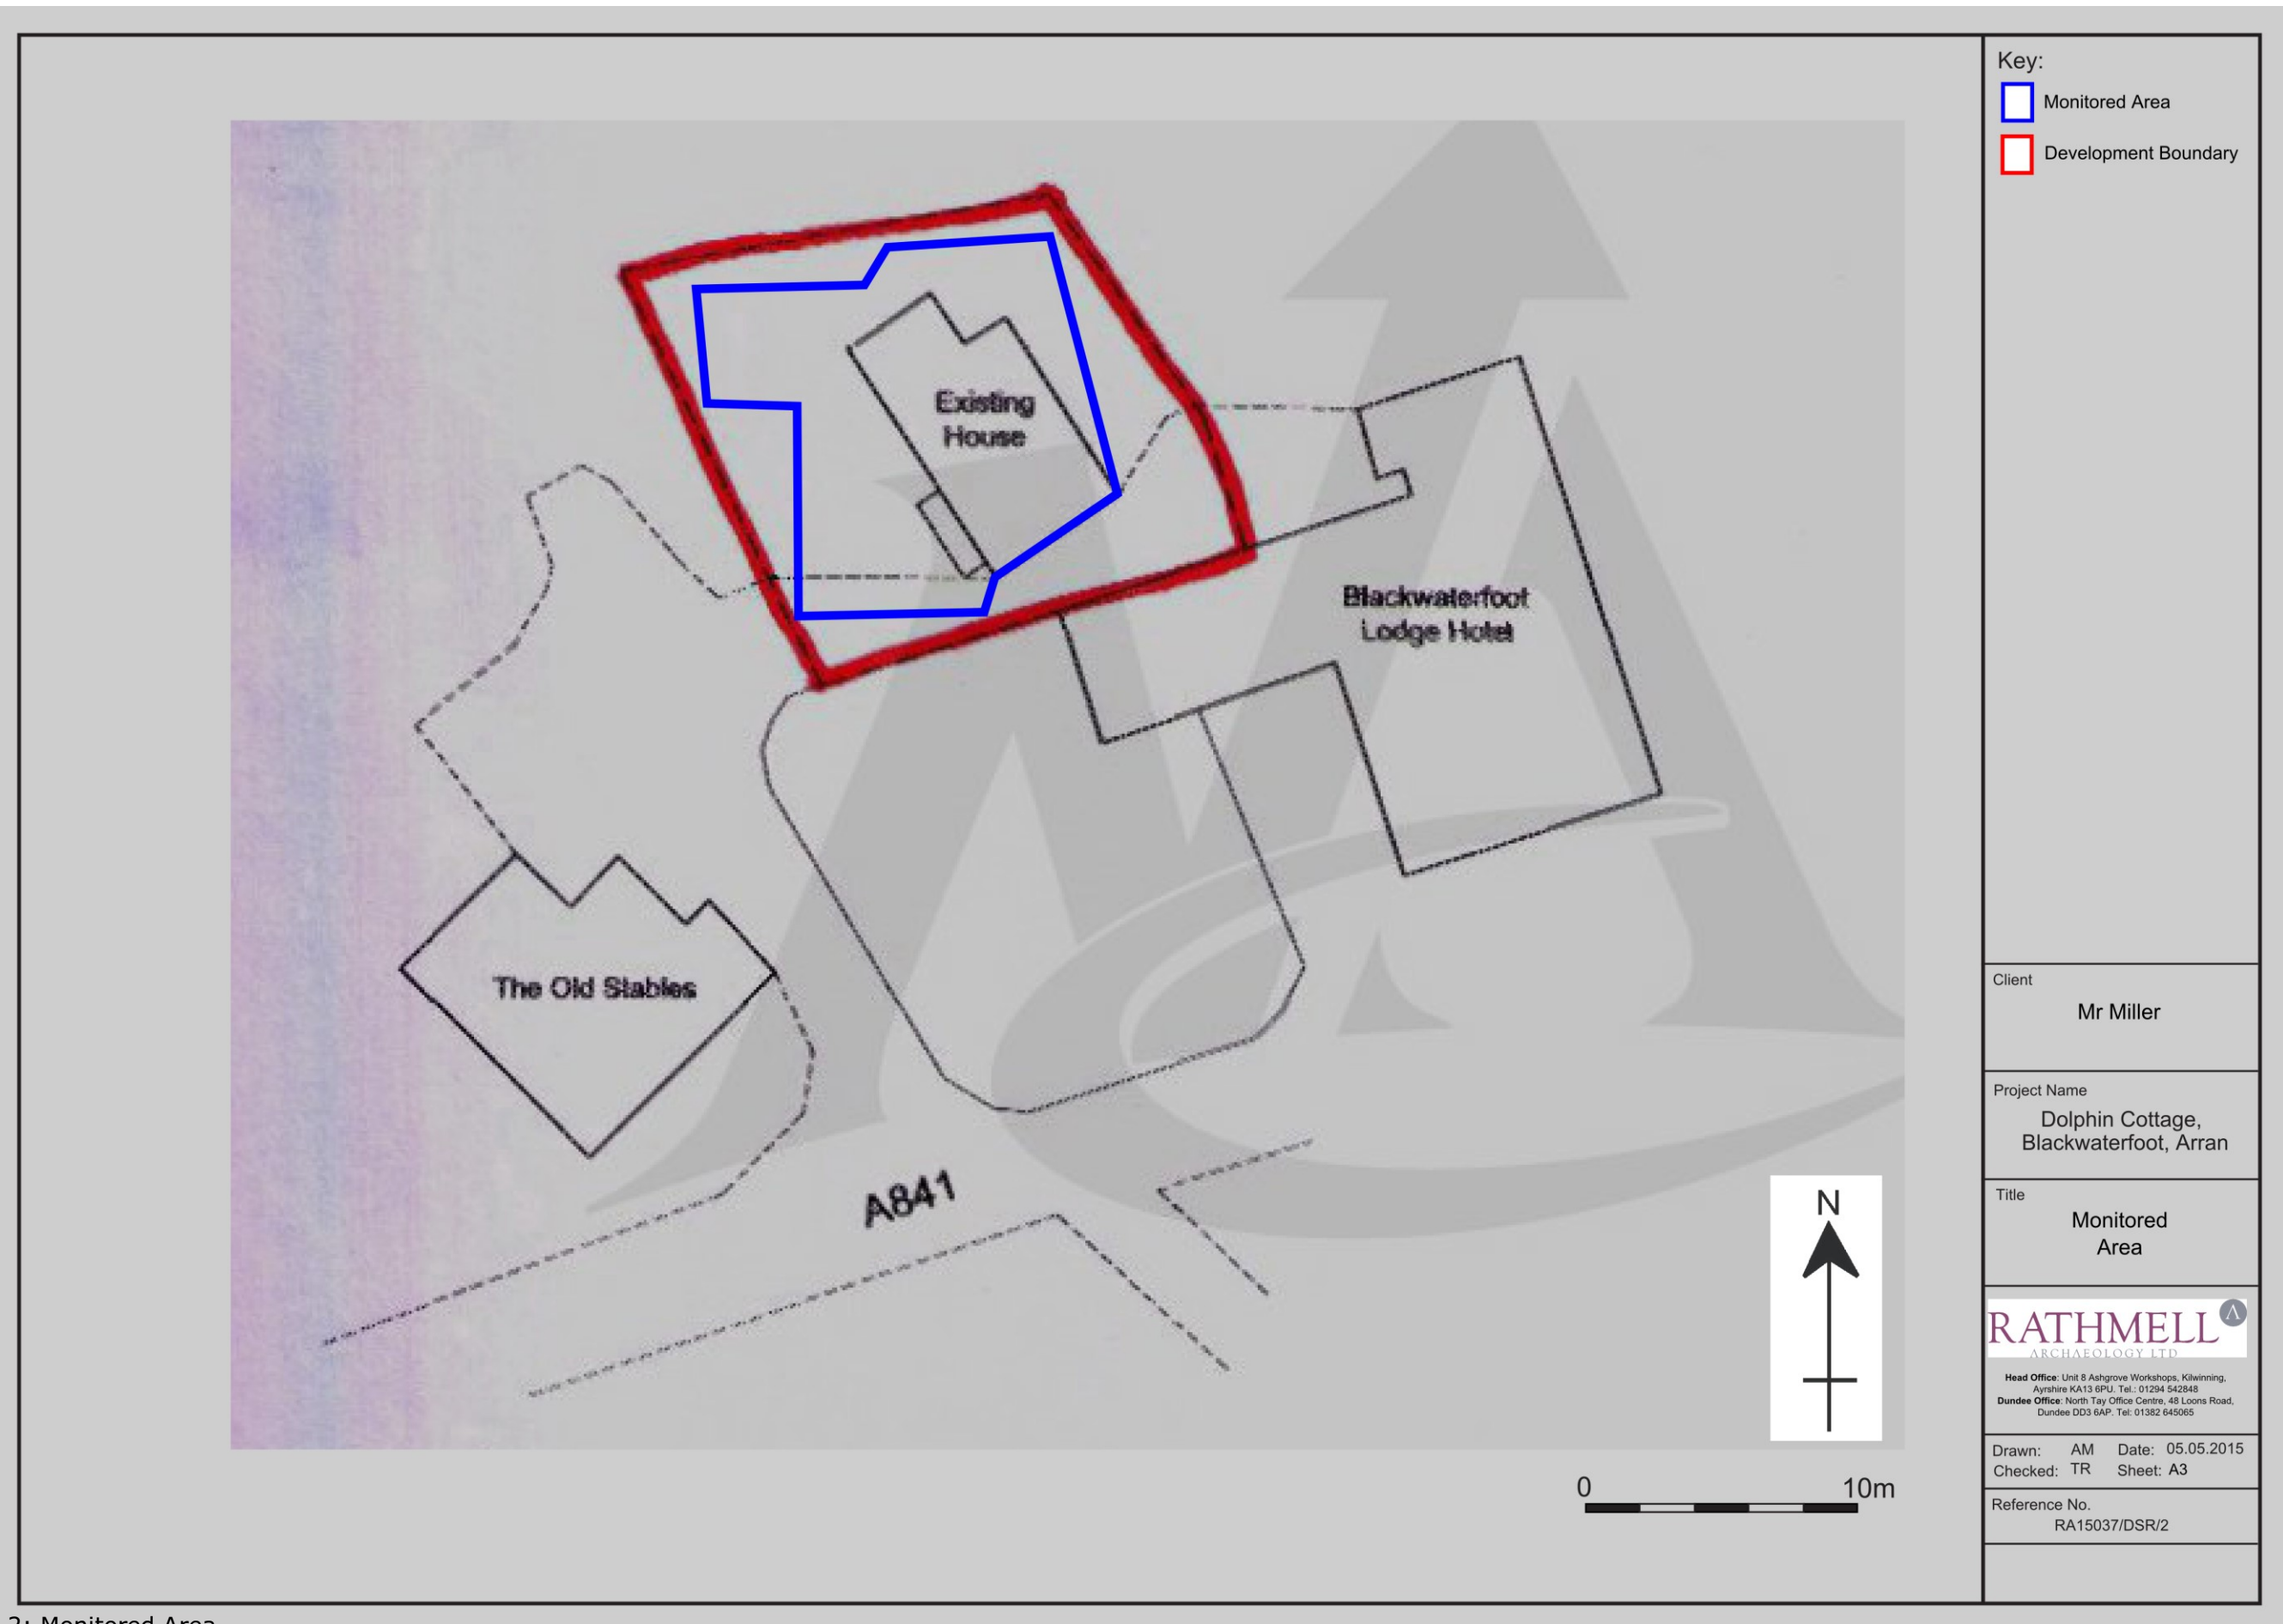 Key:
Monitored Area
Development Boundary
Existing
House
Blackwaterfoot
Lodge Hotel
The Old Stables
A841
N
0 10m
Client
Mr Miller
Project Name
Dolphin Cottage,
Blackwaterfoot, Arran
Title
Monitored
Area
RATHMELL Λ
ARCHAEOLOGY LTD
Head Office: Unit 8 Ashgrove Workshops, Kilwinning,
Ayrshire KA13 6PU. Tel.: 01294 542848
Dundee Office: North Tay Office Centre, 48 Loons Road,
Dundee DD3 6AP. Tel: 01382 645065
Drawn: AM Date: 05.05.2015
Checked: TR Sheet: A3
Reference No.
RA15037/DSR/2
2: Monitored Area